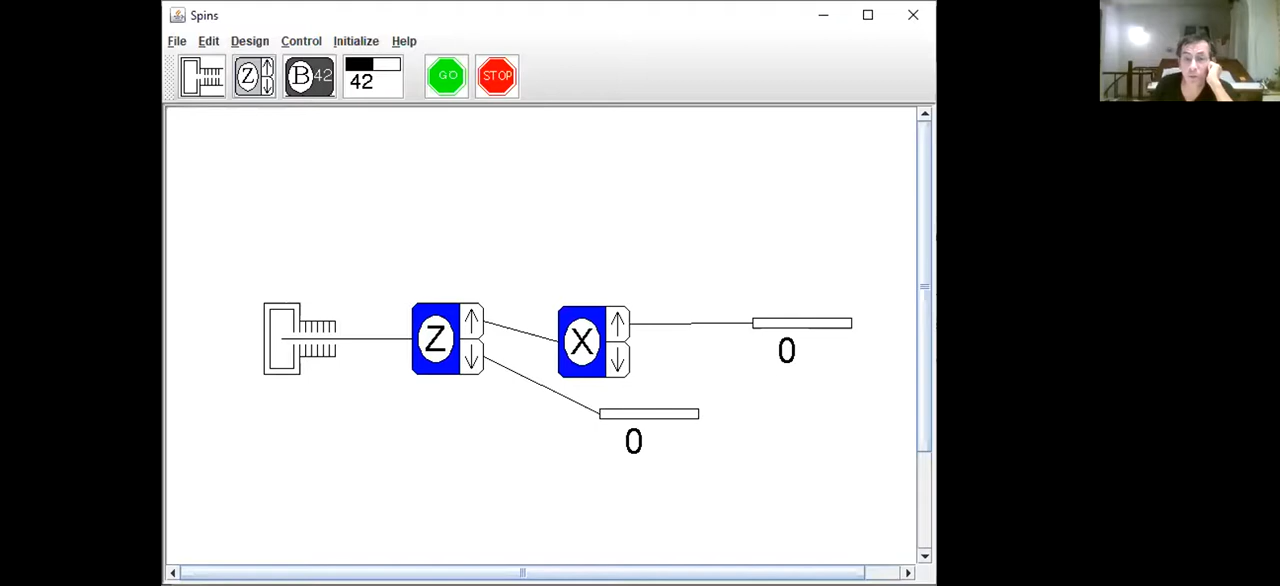 Spins
File Edit Design Control Initialize Help
Z B 42 42 GO STOP
Z X
0
0